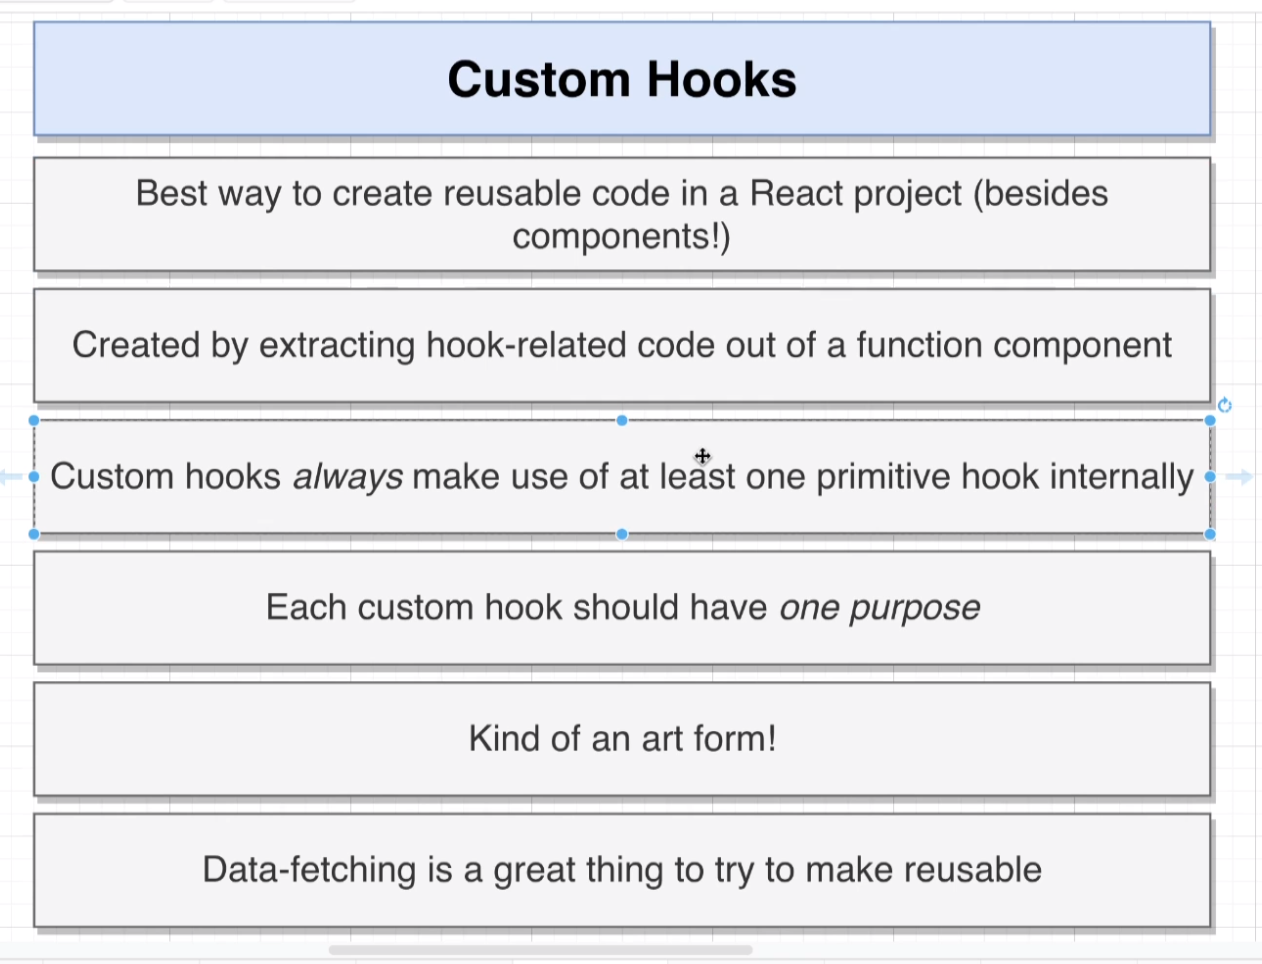 Custom Hooks
Best way to create reusable code in a React project (besides
components!)
Created by extracting hook-related code out of a function component
Custom hooks always make use of at least one primitive hook internally
Each custom hook should have one purpose
Kind of an art form!
Data-fetching is a great thing to try to make reusable